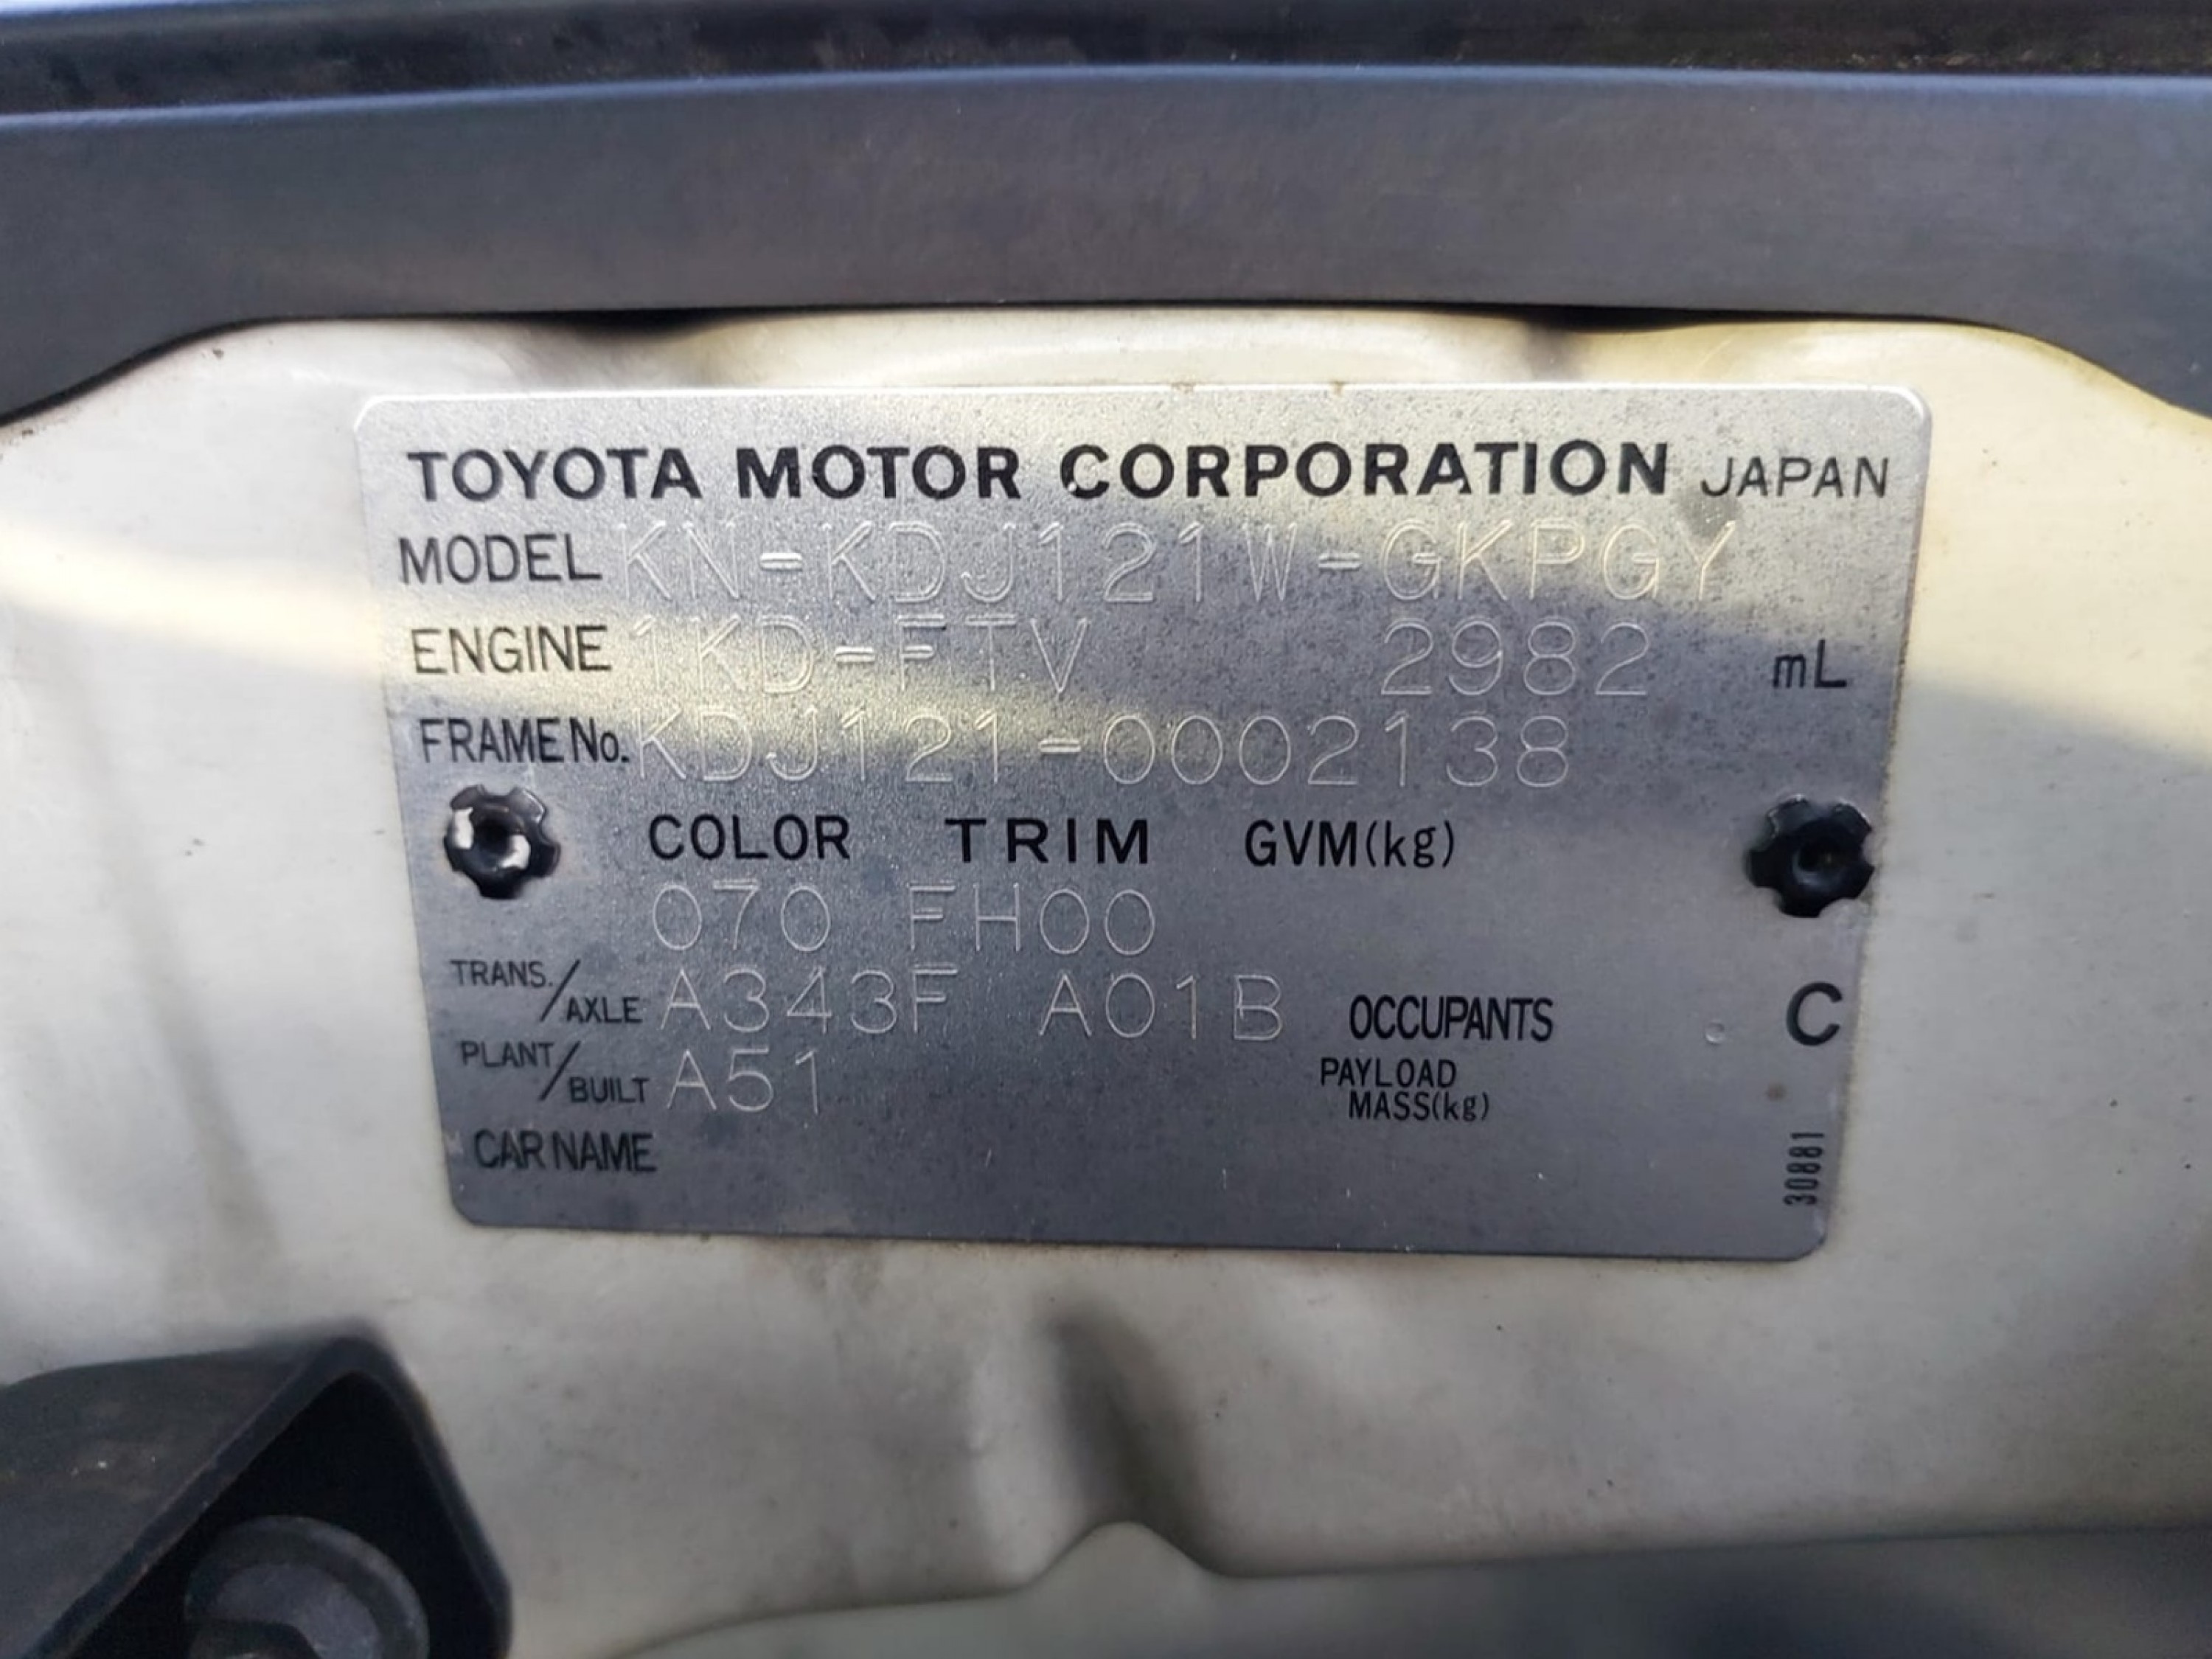 TOYOTA MOTOR CORPORATION JAPAN
MODEL KN-KDJ121W-GKPGY
ENGINE 1KD-FTV 2982 mL
FRAME No. KDJ121-0002138
COLOR TRIM GVM(kg)
070 FH00
TRANS./AXLE A343F A01B OCCUPANTS C
PLANT/BUILT A51 PAYLOAD MASS(kg)
CAR NAME
30881